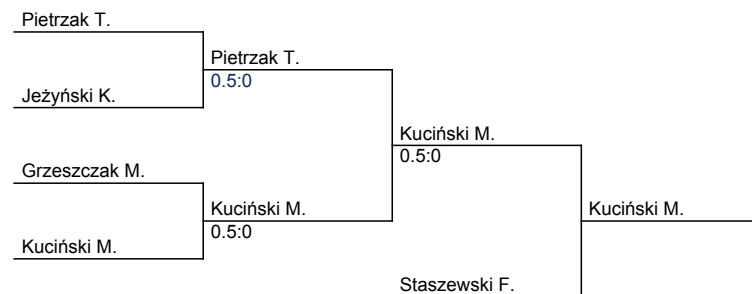 Pietrzak T.
Pietrzak T.
0.5:0
Jeżyński K.
Kuciński M.
0.5:0
Grzeszczak M.
Kuciński M.
0.5:0
Kuciński M.
Kuciński M.
Staszewski F.